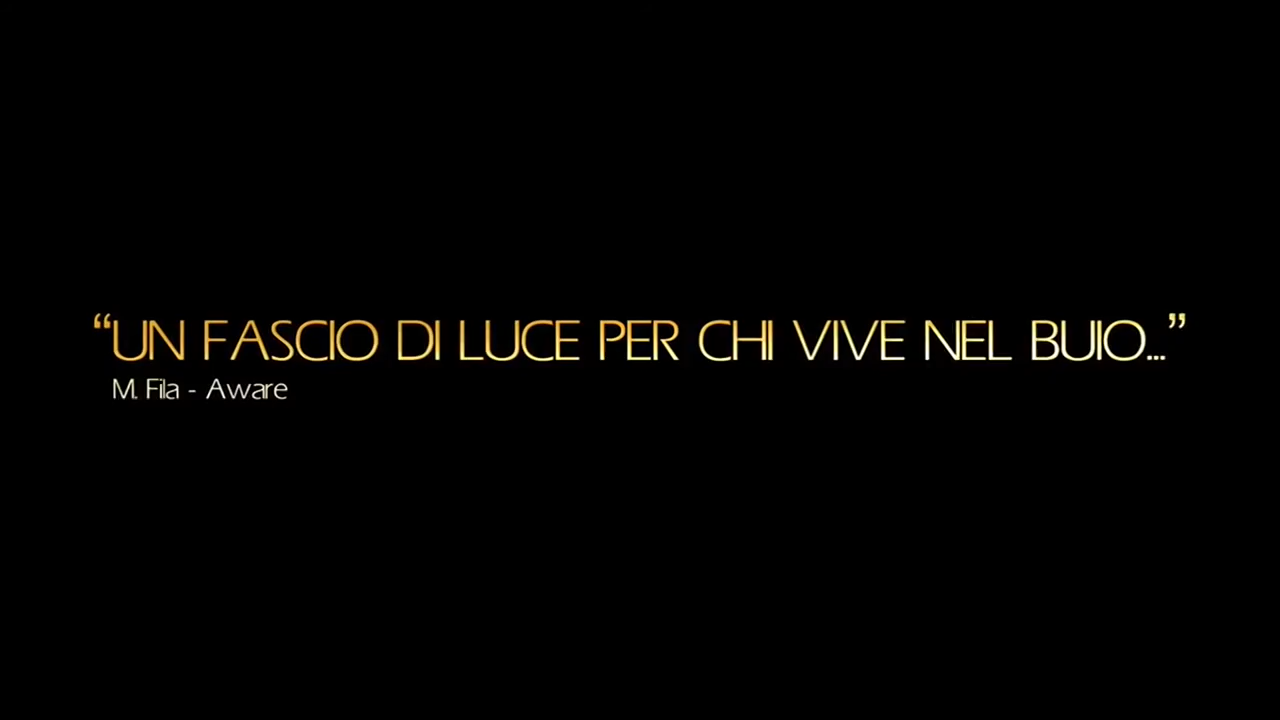 “UN FASCIO DI LUCE PER CHI VIVE NEL BUIO...”
M. Fila - Aware